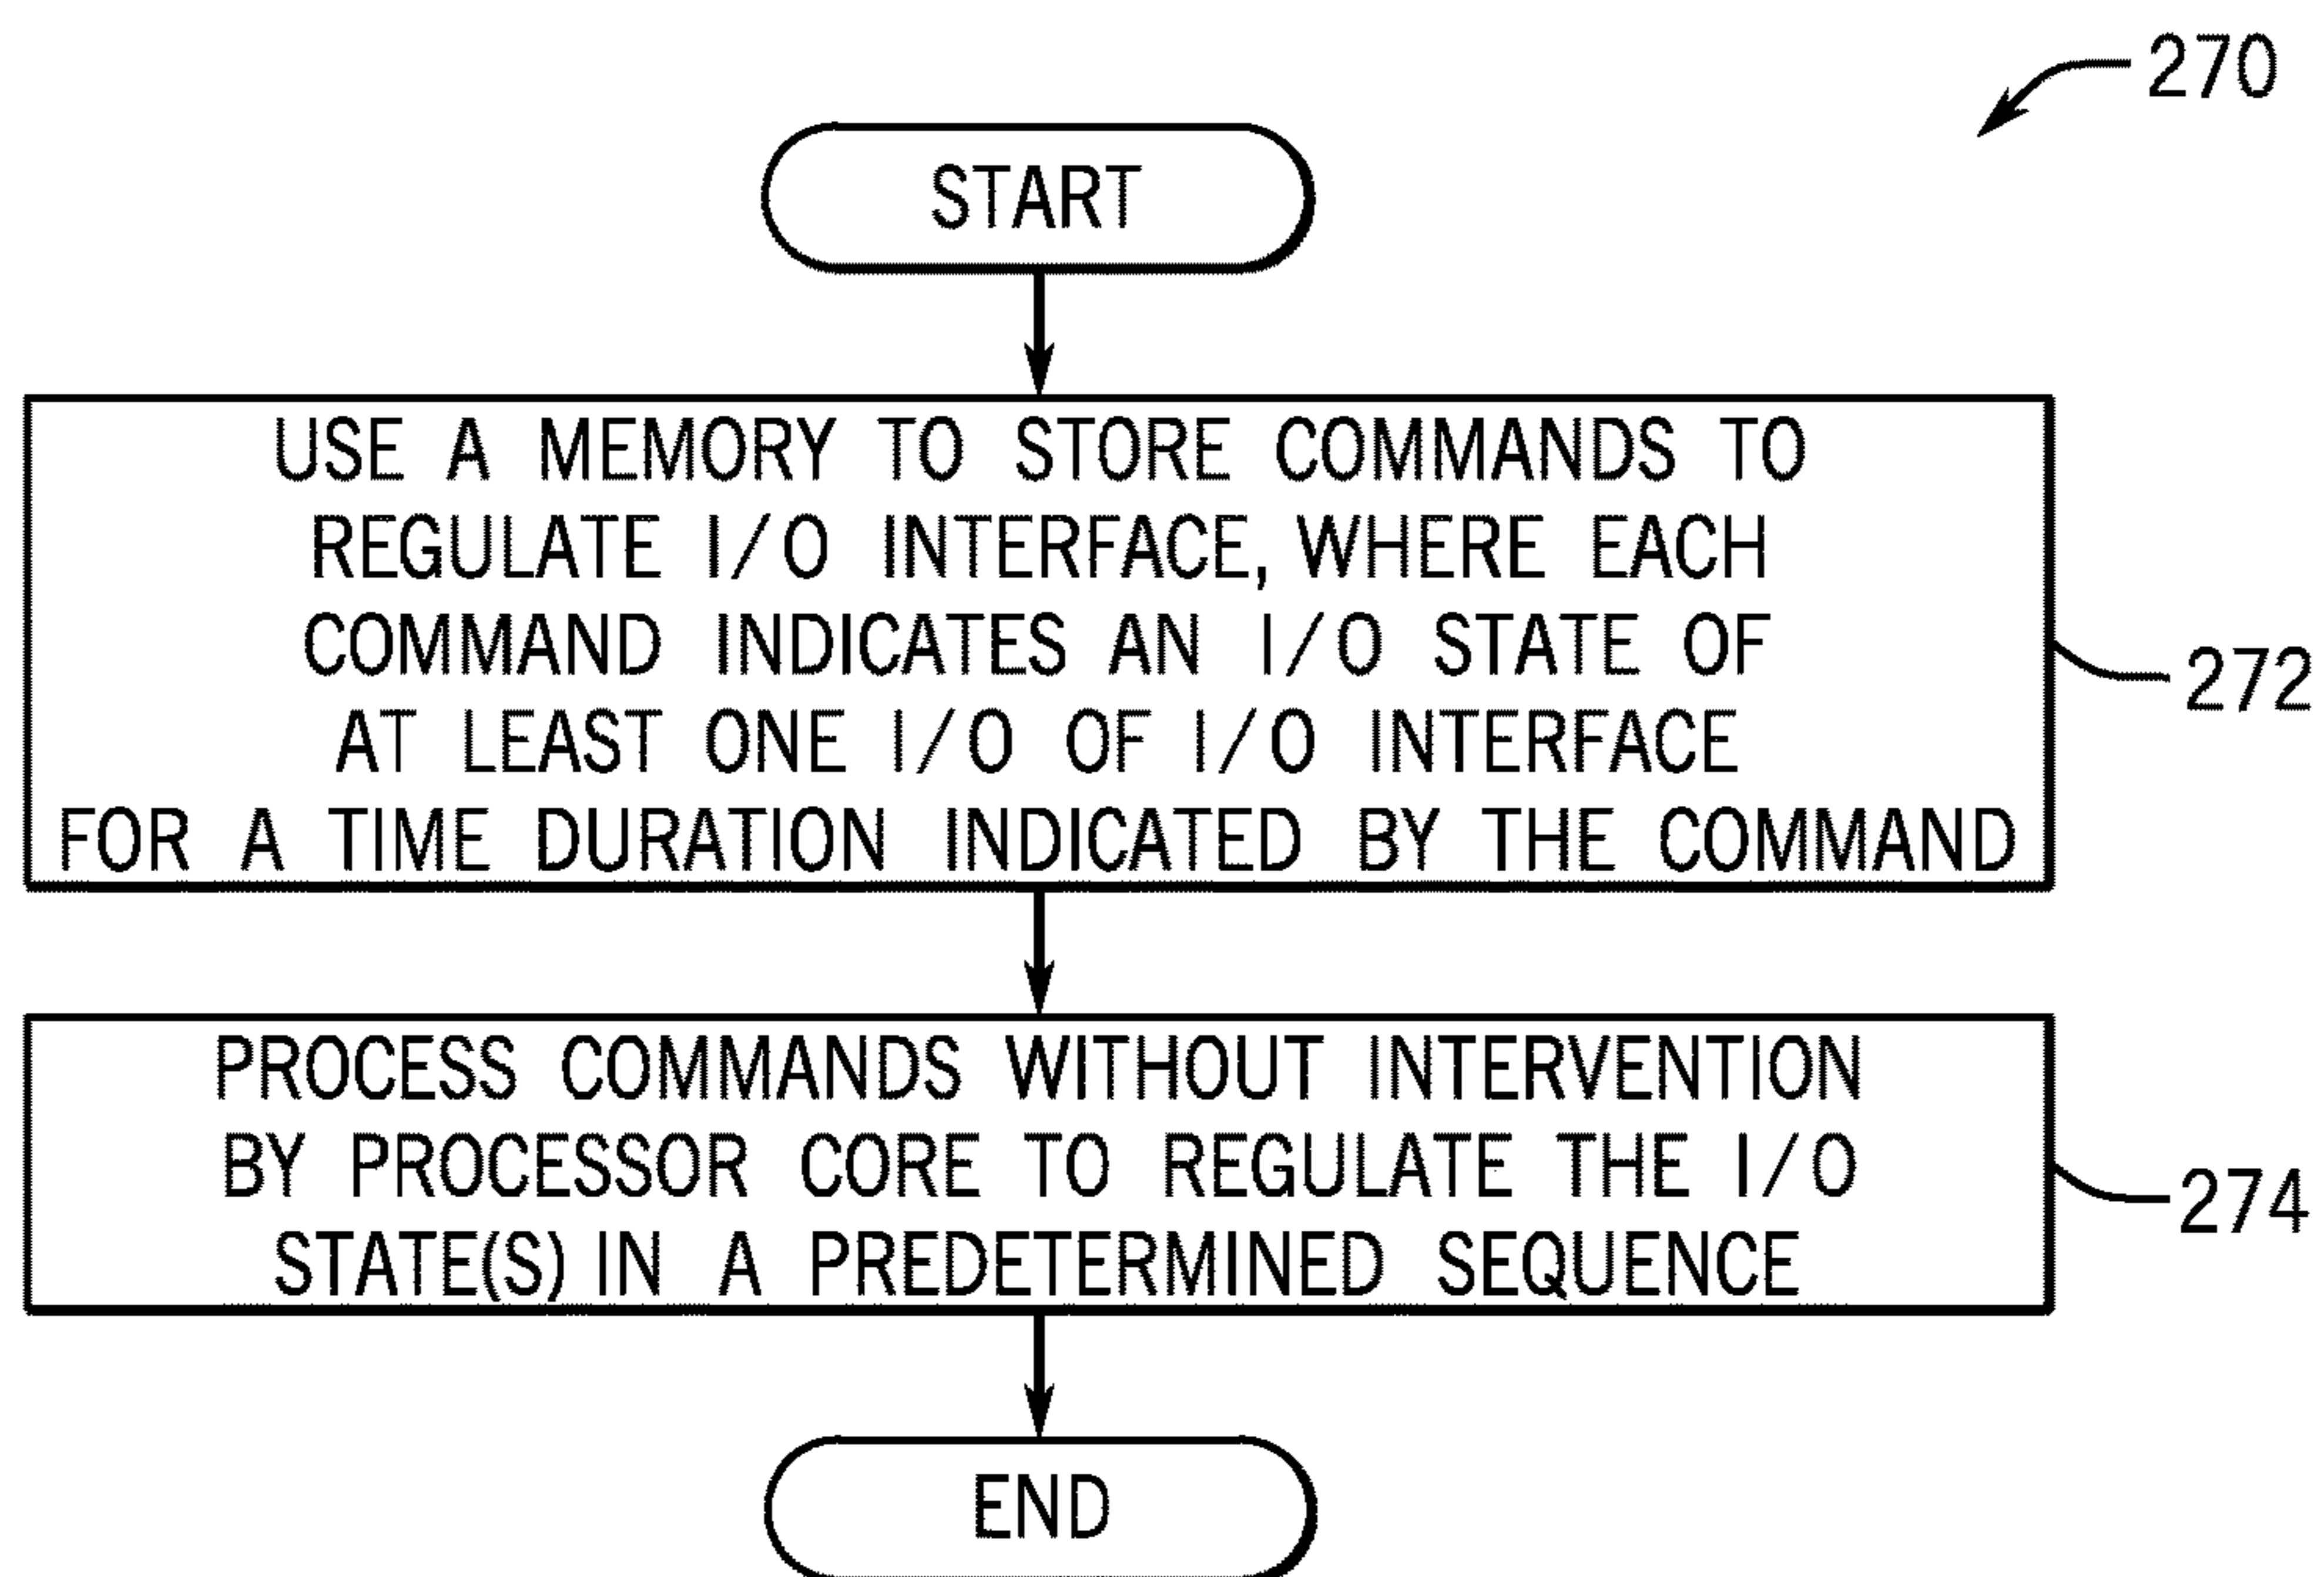 270
START
USE A MEMORY TO STORE COMMANDS TO
REGULATE I/O INTERFACE, WHERE EACH
COMMAND INDICATES AN I/O STATE OF
AT LEAST ONE I/O OF I/O INTERFACE
FOR A TIME DURATION INDICATED BY THE COMMAND
272
PROCESS COMMANDS WITHOUT INTERVENTION
BY PROCESSOR CORE TO REGULATE THE I/O
STATE(S) IN A PREDETERMINED SEQUENCE
274
END